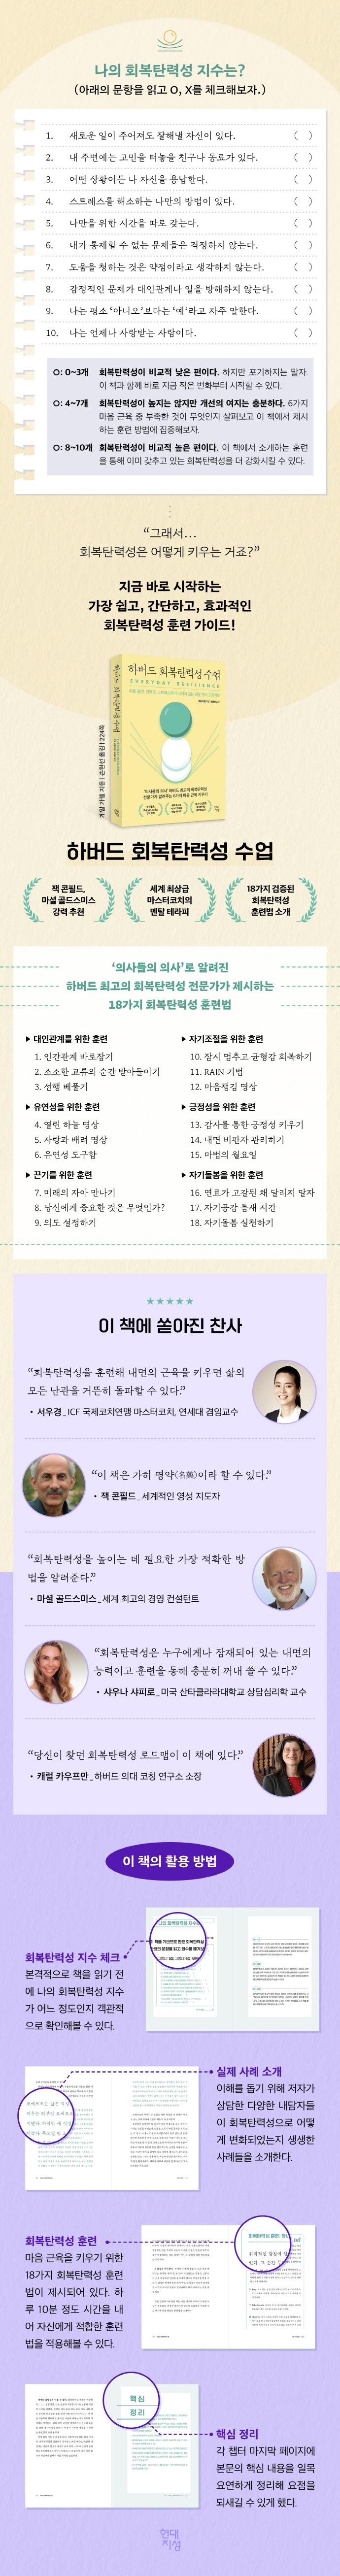 나의 회복탄력성 지수는?
(아래의 문항을 읽고 O, X를 체크해보자.)
1. 새로운 일이 주어져도 잘해낼 자신이 있다. ( )
2. 내 주변에는 고민을 터놓을 친구나 동료가 있다. ( )
3. 어떤 상황이든 나 자신을 응납한다. ( )
4. 스트레스를 해소하는 나만의 방법이 있다. ( )
5. 나만을 위한 시간을 따로 갖는다. ( )
6. 내가 통제할 수 없는 문제들은 걱정하지 않는다. ( )
7. 도움을 청하는 것은 약점이라고 생각하지 않는다. ( )
8. 감정적인 문제가 대인관계나 일을 방해하지 않는다. ( )
9. 나는 평소 ‘아니오’보다는 ‘예’라고 자주 말한다. ( )
10. 나는 언제나 사랑받는 사람이다. ( )
O: 0~3개 회복탄력성이 비교적 낮은 편이다. 하지만 포기하지는 말자.
이 책과 함께 바로 지금 작은 변화부터 시작할 수 있다.
O: 4~7개 회복탄력성이 높지는 않지만 개선의 여지는 충분하다. 6가지
마음 근육 중 부족한 것이 무엇인지 살펴보고 이 책에서 제시
하는 훈련 방법에 집중해보자.
O: 8~10개 회복탄력성이 비교적 높은 편이다. 이 책에서 소개하는 훈련
을 통해 이미 갖추고 있는 회복탄력성을 더 강화시킬 수 있다.
“그래서…
회복탄력성은 어떻게 키우는 거죠?”
지금 바로 시작하는
가장 쉽고, 간단하고, 효과적인
회복탄력성 훈련 가이드!
하버드 회복탄력성 수업
EVERYDAY RESILIENCE
하버드 회복탄력성 수업
게일 가젤 지음 | 손현선 옮김 | 224쪽
하버드 회복탄력성 수업
잭 콘필드,
마셜 골드스미스
강력 추천
세계 최상급
마스터코치의
멘탈 테라피
18가지 검증된
회복탄력성
훈련법 소개
‘의사들의 의사’로 알려진
하버드 최고의 회복탄력성 전문가가 제시하는
18가지 회복탄력성 훈련법
▶ 대인관계를 위한 훈련
1. 인간관계 바로잡기
2. 소소한 교류의 순간 받아들이기
3. 선행 베풀기
▶ 유연성을 위한 훈련
4. 열린 하늘 명상
5. 사랑과 배려 명상
6. 유연성 도구함
▶ 끈기를 위한 훈련
7. 미래의 자아 만나기
8. 당신에게 중요한 것은 무엇인가?
9. 의도 설정하기
▶ 자기조절을 위한 훈련
10. 잠시 멈추고 균형감 회복하기
11. RAIN 기법
12. 마음챙김 명상
▶ 긍정성을 위한 훈련
13. 감사를 통한 긍정성 키우기
14. 내면 비판자 관리하기
15. 마법의 월요일
▶ 자기돌봄을 위한 훈련
16. 연료가 고갈된 채 달리지 말자
17. 자기공감 틈새 시간
18. 자기돌봄 실천하기
이 책에 쏟아진 찬사
“회복탄력성을 훈련해 내면의 근육을 키우면 삶의
모든 난관을 거뜬히 돌파할 수 있다.”
• 서우경_ICF 국제코치연맹 마스터코치, 연세대 겸임교수
“이 책은 가히 명약(名藥)이라 할 수 있다.”
• 잭 콘필드_세계적인 영성 지도자
“회복탄력성을 높이는 데 필요한 가장 적확한 방
법을 알려준다.”
• 마셜 골드스미스_세계 최고의 경영 컨설턴트
“회복탄력성은 누구에게나 잠재되어 있는 내면의
능력이고 훈련을 통해 충분히 꺼내 쓸 수 있다.”
• 샤우나 샤피로_미국 산타클라라대학교 상담심리학 교수
“당신이 찾던 회복탄력성 로드맵이 이 책에 있다.”
• 캐럴 카우프만_하버드 의대 코칭 연구소 소장
이 책의 활용 방법
회복탄력성 지수 체크
본격적으로 책을 읽기 전
에 나의 회복탄력성 지수
가 어느 정도인지 객관적
으로 확인해볼 수 있다.
실제 사례 소개
이해를 돕기 위해 저자가
상담한 다양한 내담자들
이 회복탄력성으로 어떻
게 변화되었는지 생생한
사례들을 소개한다.
회복탄력성 훈련
마음 근육을 키우기 위한
18가지 회복탄력성 훈련
법이 제시되어 있다. 하
루 10분 정도 시간을 내
어 자신에게 적합한 훈련
법을 적용해볼 수 있다.
핵심
정리
핵심 정리
각 챕터 마지막 페이지에
본문의 핵심 내용을 일목
요연하게 정리해 요점을
되새길 수 있게 했다.
현대
지성